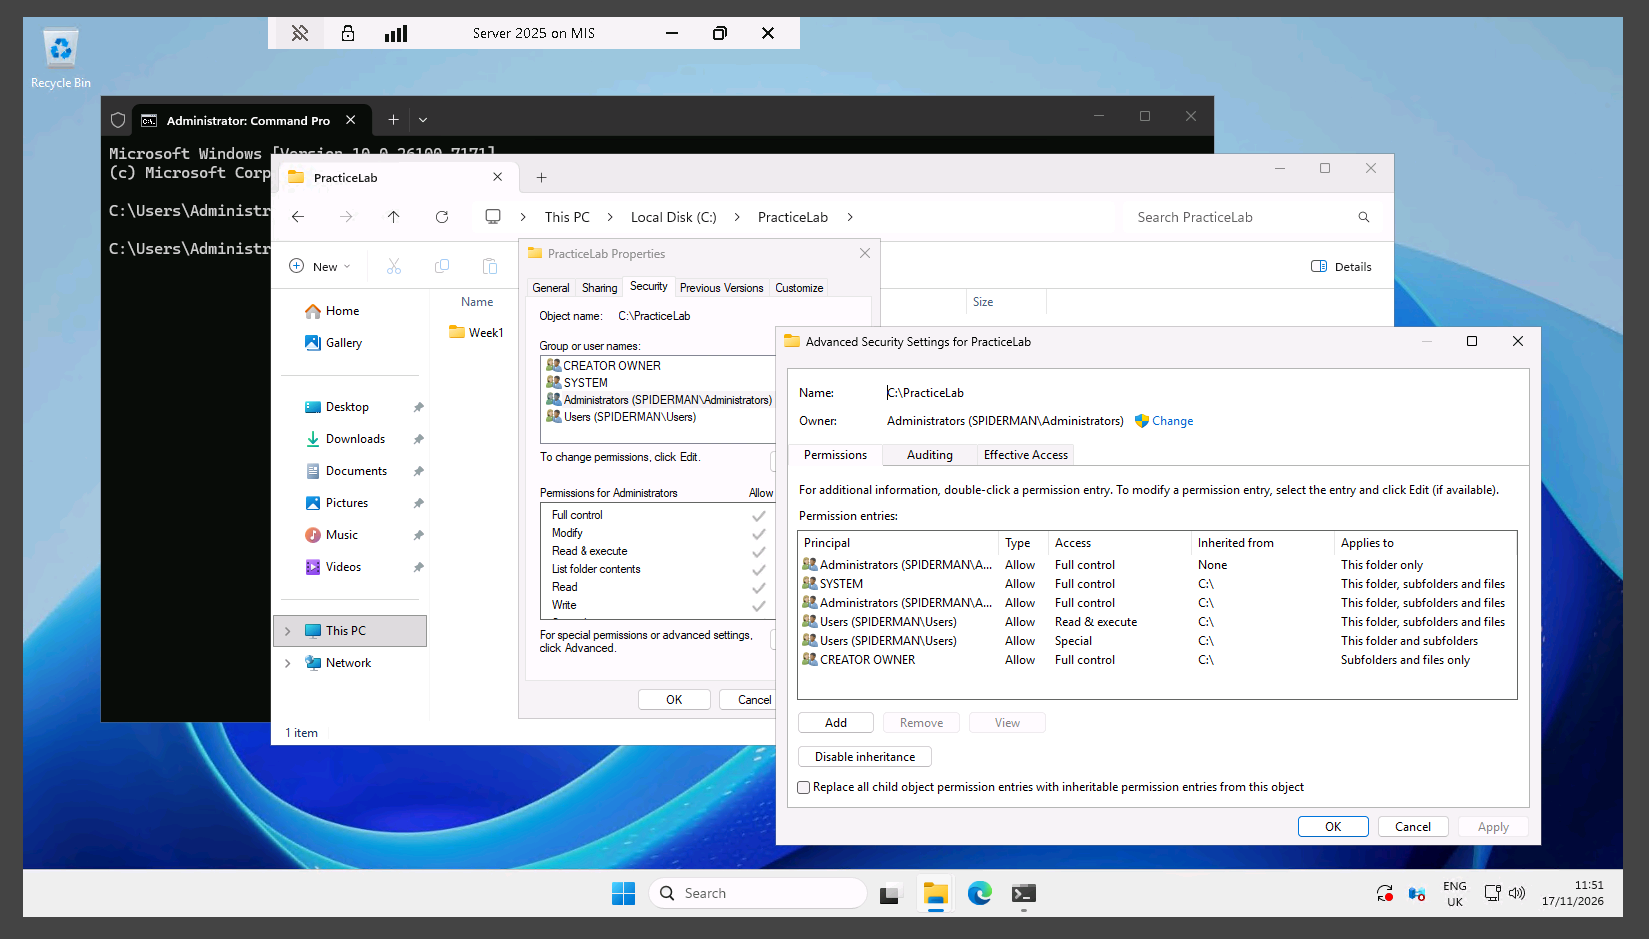 Server 2025 on MIS
Recycle Bin
Administrator: Command Pro
Microsoft Windows [Version 10.0.26100.7171]
(c) Microsoft Corp
C:\Users\Administr
C:\Users\Administr
PracticeLab
This PC > Local Disk (C:) > PracticeLab >
Search PracticeLab
New
Details
Home
Gallery
Desktop
Downloads
Documents
Pictures
Music
Videos
This PC
Network
Name
Size
Week1
1 item
PracticeLab Properties
General Sharing Security Previous Versions Customize
Object name: C:\PracticeLab
Group or user names:
CREATOR OWNER
SYSTEM
Administrators (SPIDERMAN\Administrators)
Users (SPIDERMAN\Users)
To change permissions, click Edit.
Permissions for Administrators Allow
Full control
Modify
Read & execute
List folder contents
Read
Write
For special permissions or advanced settings,
click Advanced.
OK Cancel
Advanced Security Settings for PracticeLab
Name: C:\PracticeLab
Owner: Administrators (SPIDERMAN\Administrators) Change
Permissions Auditing Effective Access
For additional information, double-click a permission entry. To modify a permission entry, select the entry and click Edit (if available).
Permission entries:
Principal Type Access Inherited from Applies to
Administrators (SPIDERMAN\A... Allow Full control None This folder only
SYSTEM Allow Full control C:\ This folder, subfolders and files
Administrators (SPIDERMAN\A... Allow Full control C:\ This folder, subfolders and files
Users (SPIDERMAN\Users) Allow Read & execute C:\ This folder, subfolders and files
Users (SPIDERMAN\Users) Allow Special C:\ This folder and subfolders
CREATOR OWNER Allow Full control C:\ Subfolders and files only
Add Remove View
Disable inheritance
Replace all child object permission entries with inheritable permission entries from this object
OK Cancel Apply
Search
ENG
UK
11:51
17/11/2026